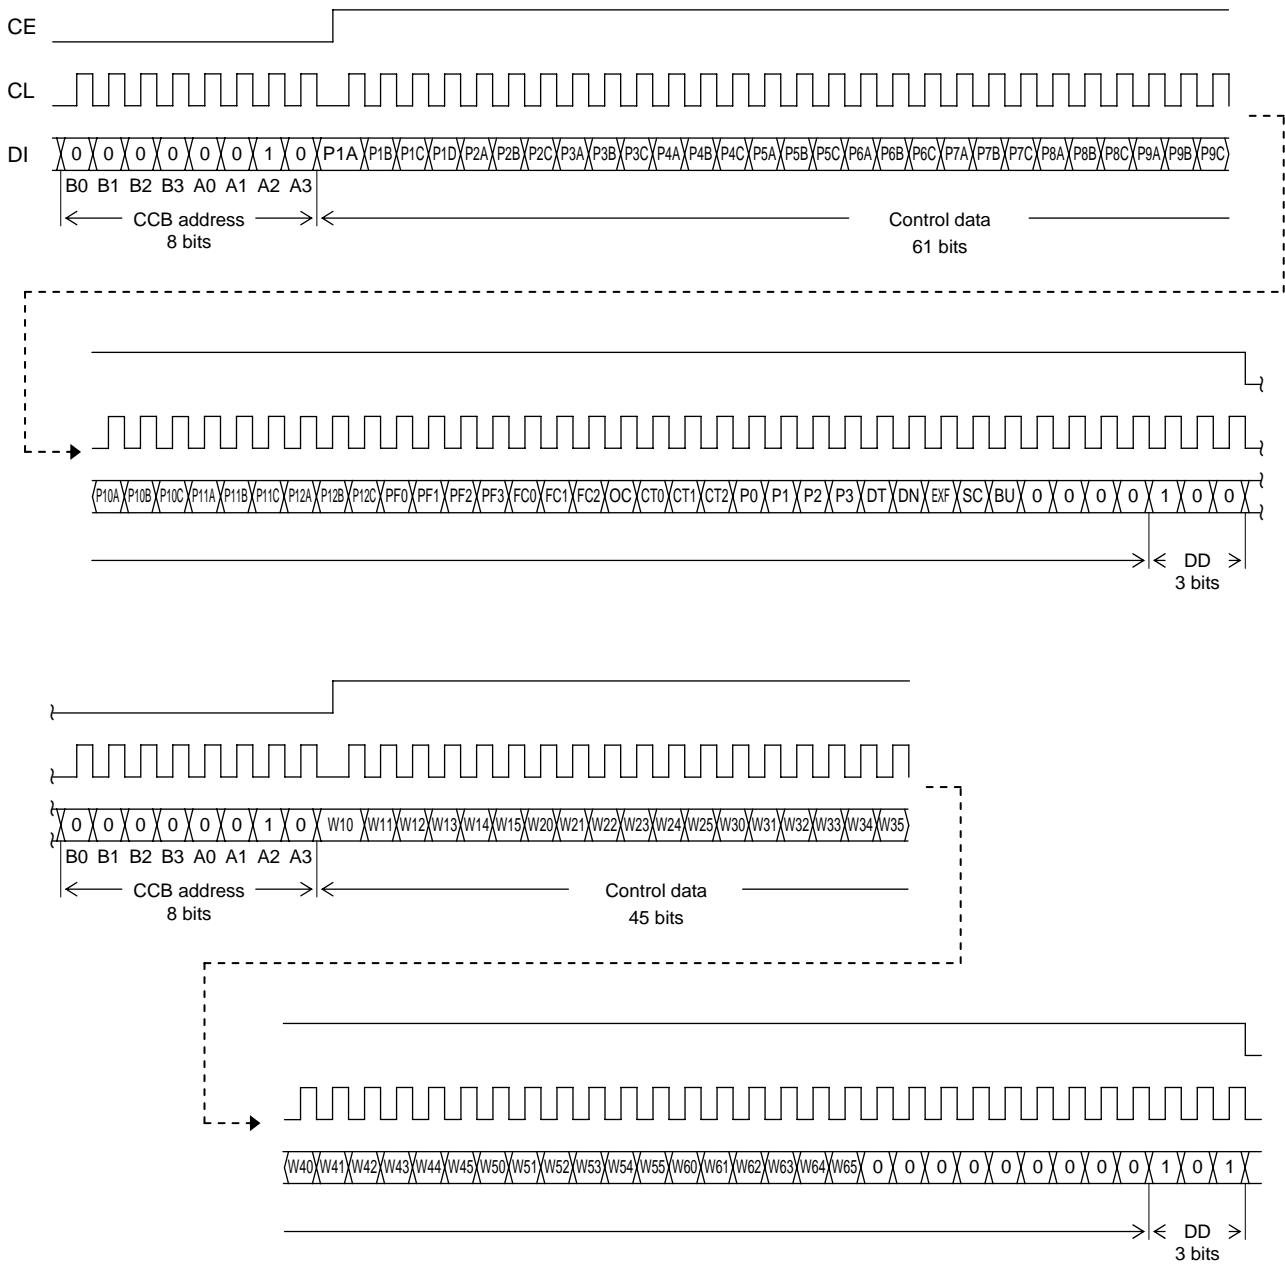 CE
CL
DI 0 0 0 0 0 0 1 0 P1A P1B P1C P1D P2A P2B P2C P3A P3B P3C P4A P4B P4C P5A P5B P5C P6A P6B P6C P7A P7B P7C P8A P8B P8C P9A P9B P9C
B0 B1 B2 B3 A0 A1 A2 A3
CCB address Control data
8 bits 61 bits
P10A P10B P10C P11A P11B P11C P12A P12B P12C PF0 PF1 PF2 PF3 FC0 FC1 FC2 OC CT0 CT1 CT2 P0 P1 P2 P3 DT DN EXF SC BU 0 0 0 0 1 0 0
DD
3 bits
0 0 0 0 0 0 1 0 W10 W11 W12 W13 W14 W15 W20 W21 W22 W23 W24 W25 W30 W31 W32 W33 W34 W35
B0 B1 B2 B3 A0 A1 A2 A3
CCB address Control data
8 bits 45 bits
W40 W41 W42 W43 W44 W45 W50 W51 W52 W53 W54 W55 W60 W61 W62 W63 W64 W65 0 0 0 0 0 0 0 0 0 1 0 1
DD
3 bits